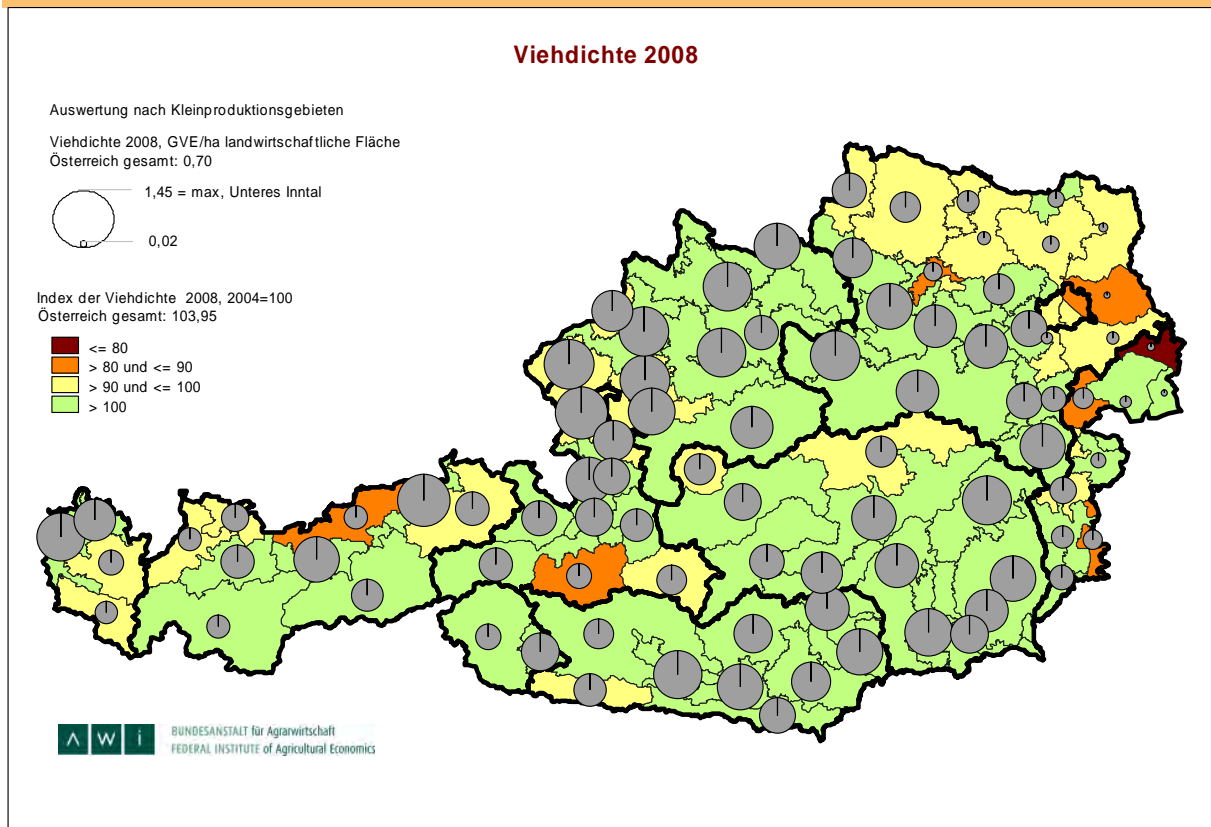 Viehdichte 2008
Auswertung nach Kleinproduktionsgebieten
Viehdichte 2008, GVE/ha landwirtschaftliche Fläche
Österreich gesamt: 0,70
1,45 = max, Unteres Inntal
0,02
Index der Viehdichte 2008, 2004=100
Österreich gesamt: 103,95
<= 80
> 80 und <= 90
> 90 und <= 100
> 100
AWi
BUNDESANSTALT für Agrarwirtschaft
FEDERAL INSTITUTE of Agricultural Economics